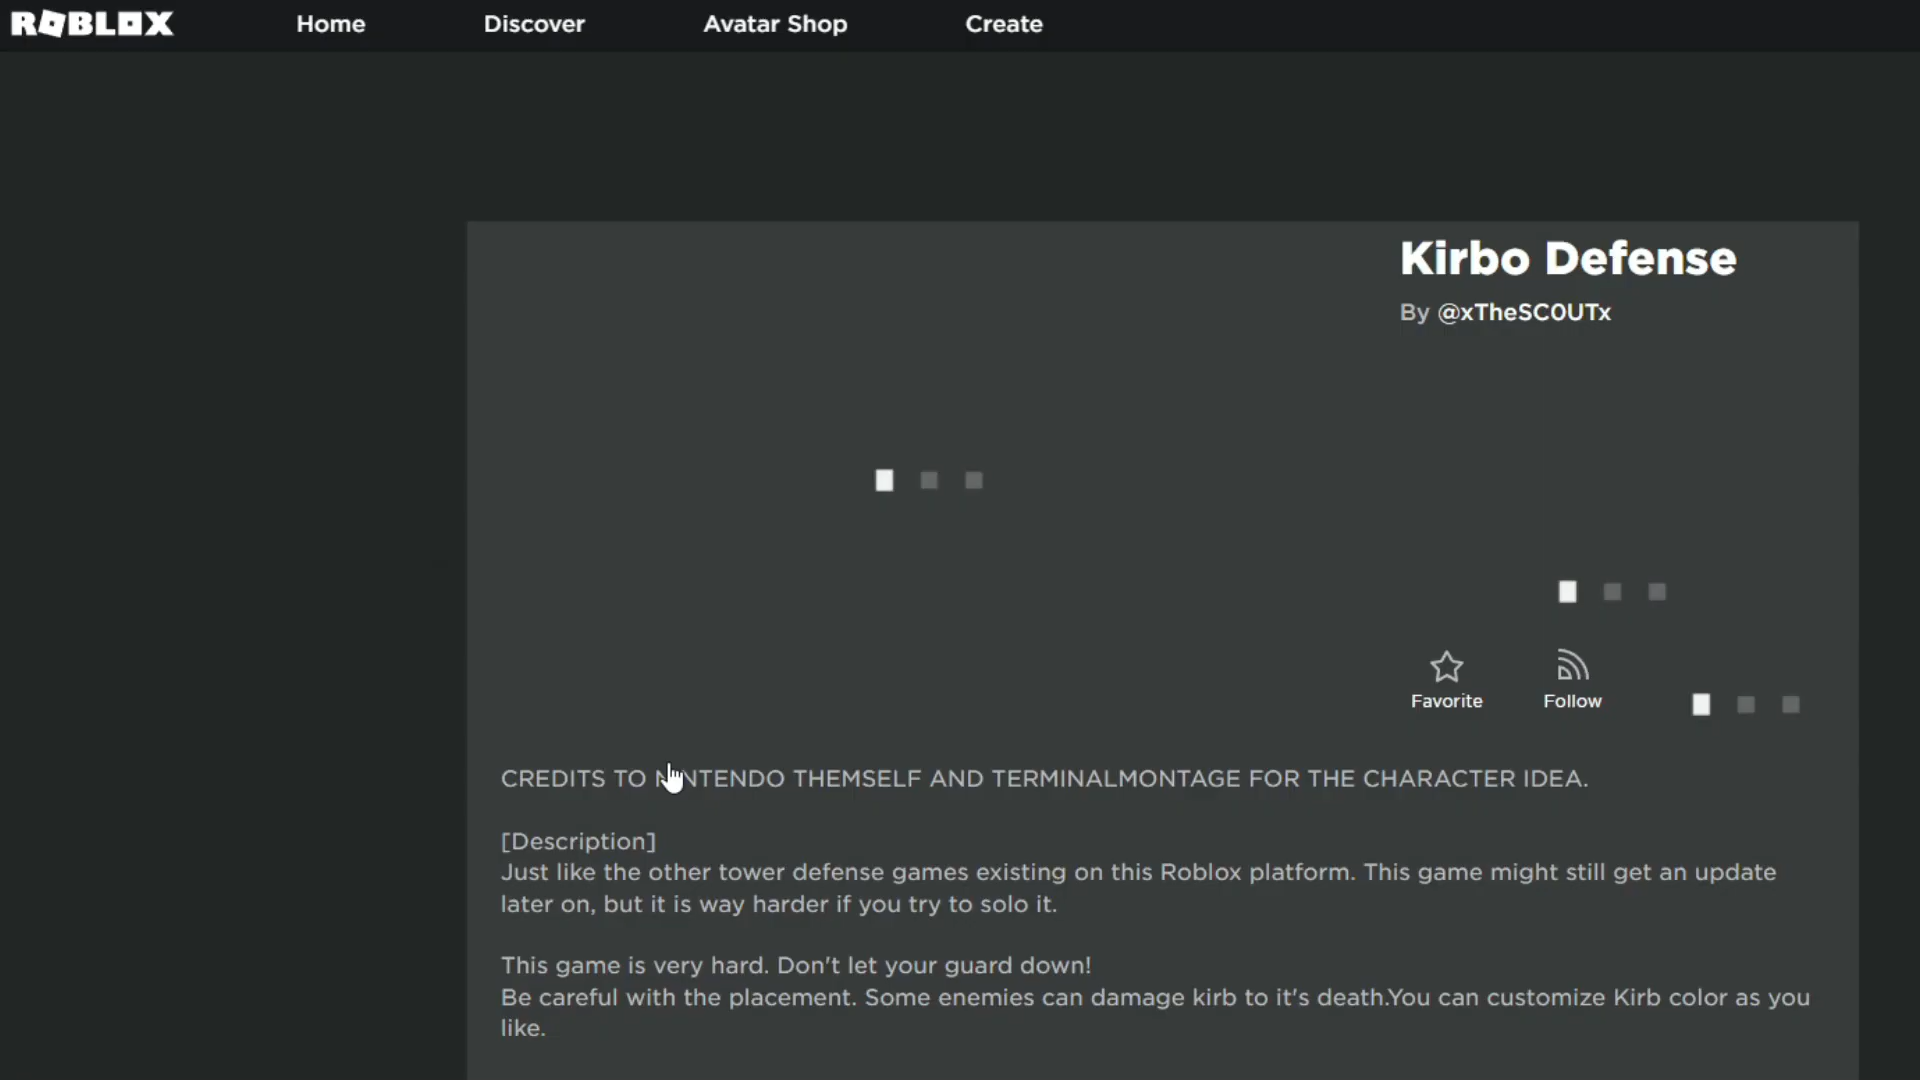 ROBLOX Home Discover Avatar Shop Create
Kirbo Defense
By @xTheSC0UTx
Favorite Follow
CREDITS TO NINTENDO THEMSELF AND TERMINALMONTAGE FOR THE CHARACTER IDEA.
[Description]
Just like the other tower defense games existing on this Roblox platform. This game might still get an update
later on, but it is way harder if you try to solo it.
This game is very hard. Don't let your guard down!
Be careful with the placement. Some enemies can damage kirb to it's death.You can customize Kirb color as you
like.